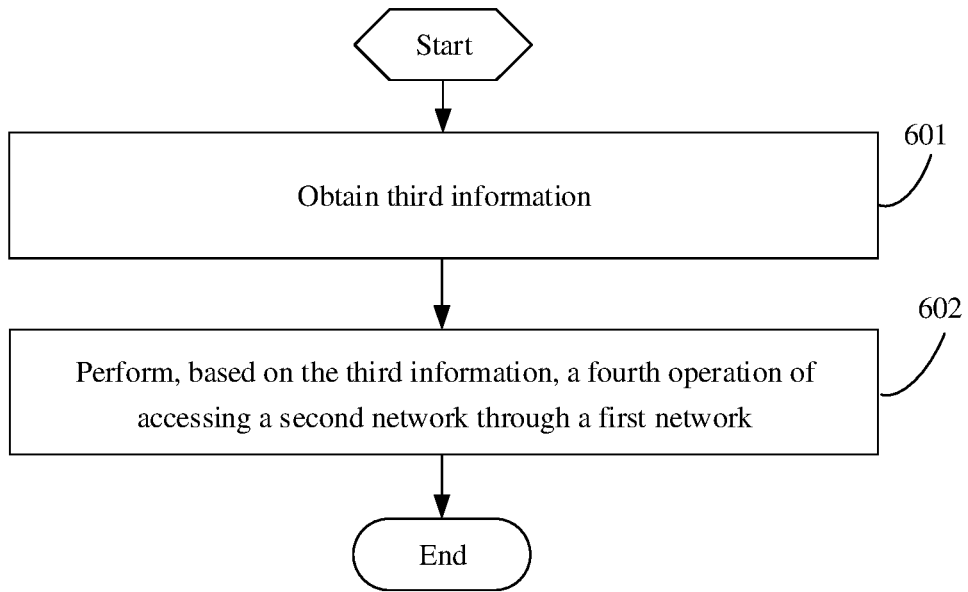 Start
601
Obtain third information
602
Perform, based on the third information, a fourth operation of
accessing a second network through a first network
End